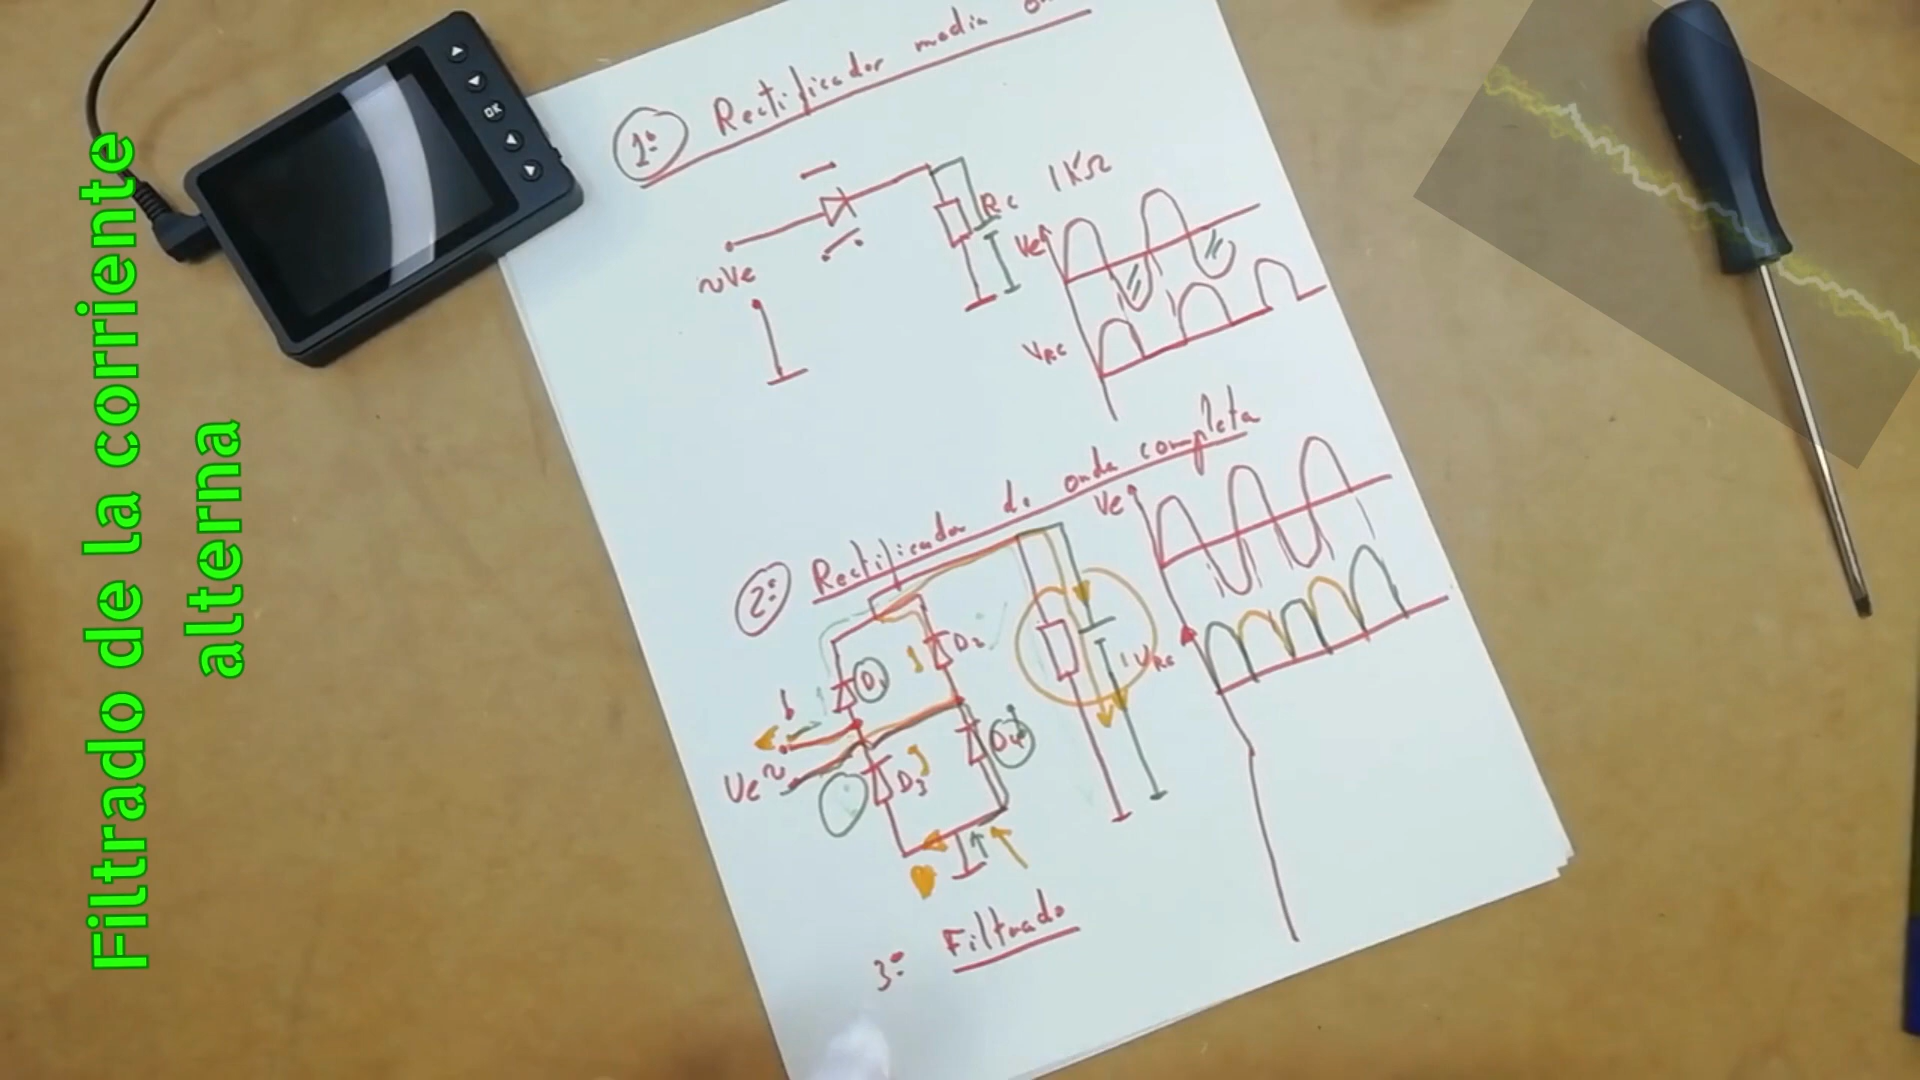 Filtrado de la corriente
alterna
OK
1º Rectificador media
~Ve
Rc
1KΩ
Ve
VRc
2º Rectificador de onda completa
Ve
D1
D2
D3
D4
Ve~
VRc
3º Filtrado